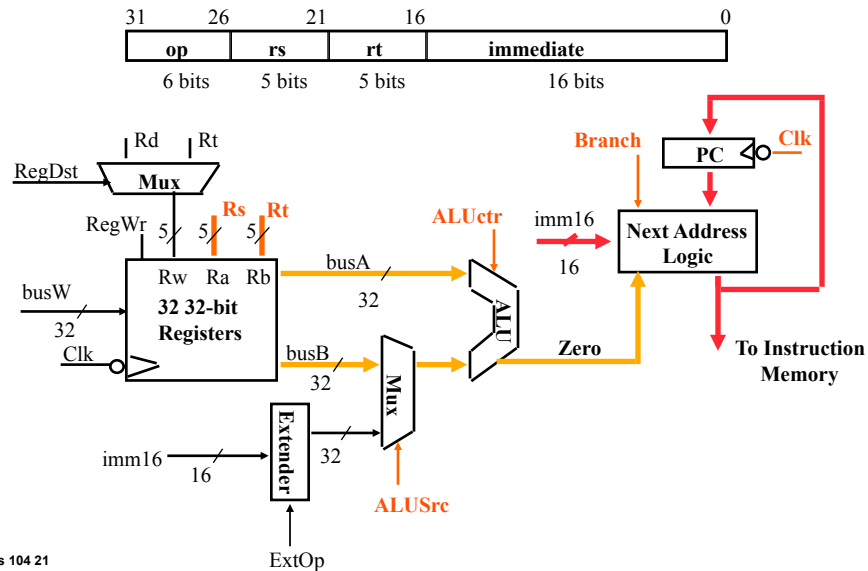 31 26 21 16 0
op rs rt immediate
6 bits 5 bits 5 bits 16 bits
Rd Rt
RegDst
Mux
RegWr
5 5 Rs 5 Rt
Rw Ra Rb
32 32-bit
Registers
busW
32
Clk
busA
32
busB
32
Mux
imm16
16
Extender
32
ExtOp
ALUSrc
ALUctr
ALU
Zero
Branch
imm16
16
PC
Clk
Next Address
Logic
To Instruction
Memory
s 104 21